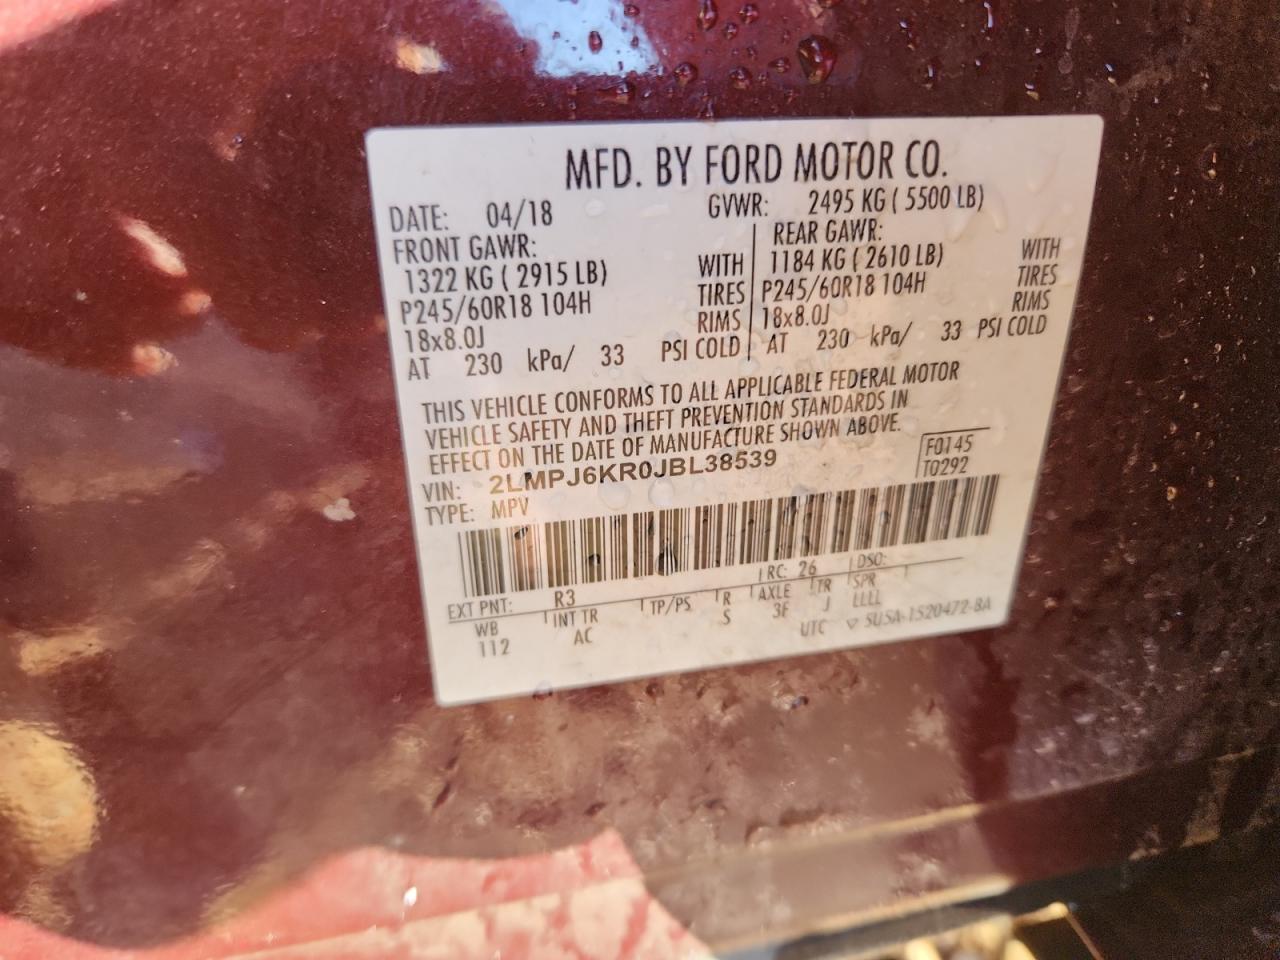 MFD. BY FORD MOTOR CO.
DATE: 04/18 GVWR: 2495 KG ( 5500 LB)
FRONT GAWR: REAR GAWR:
1322 KG ( 2915 LB) WITH 1184 KG ( 2610 LB) WITH
P245/60R18 104H TIRES P245/60R18 104H TIRES
18x8.0J RIMS 18x8.0J RIMS
AT 230 kPa/ 33 PSI COLD AT 230 kPa/ 33 PSI COLD
THIS VEHICLE CONFORMS TO ALL APPLICABLE FEDERAL MOTOR
VEHICLE SAFETY AND THEFT PREVENTION STANDARDS IN
EFFECT ON THE DATE OF MANUFACTURE SHOWN ABOVE.
VIN: 2LMPJ6KR0JBL38539 F0145
TYPE: MPV T0292
EXT PNT: R3 RC: 26 DSO:
WB INT TR TP/PS R AXLE TR SPR
112 AC S 3F J LLLL
UTC ▽ 5U5A-1520472-BA